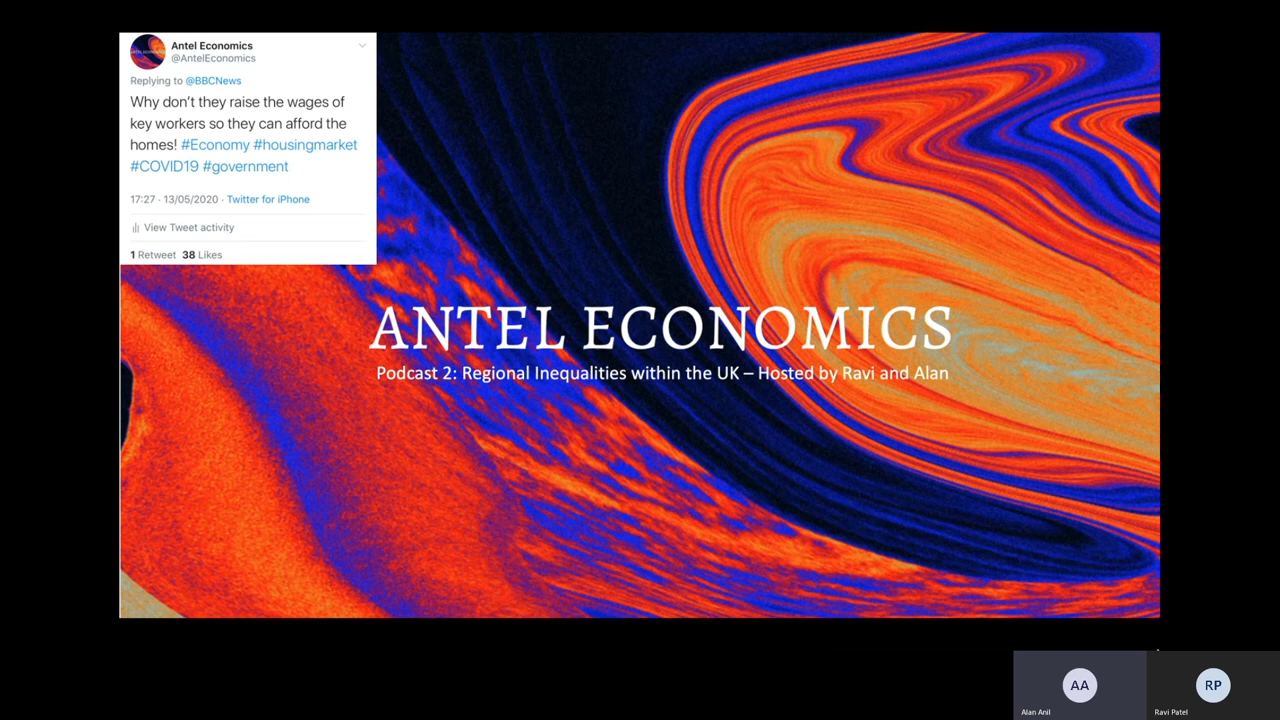 Antel Economics
@AntelEconomics
Replying to @BBCNews
Why don't they raise the wages of
key workers so they can afford the
homes! #Economy #housingmarket
#COVID19 #government
17:27 · 13/05/2020 · Twitter for iPhone
View Tweet activity
1 Retweet 38 Likes
ANTEL ECONOMICS
Podcast 2: Regional Inequalities within the UK – Hosted by Ravi and Alan
AA
Alan Anil
RP
Ravi Patel